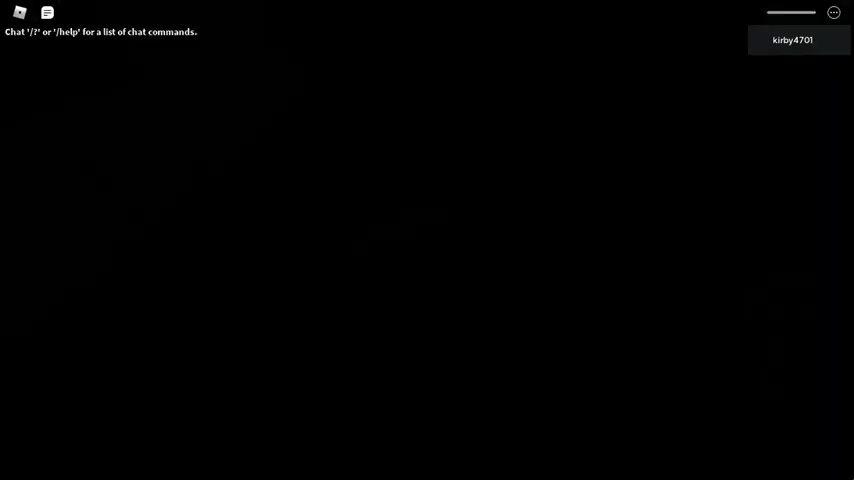 Chat '/?' or '/help' for a list of chat commands.
kirby4701